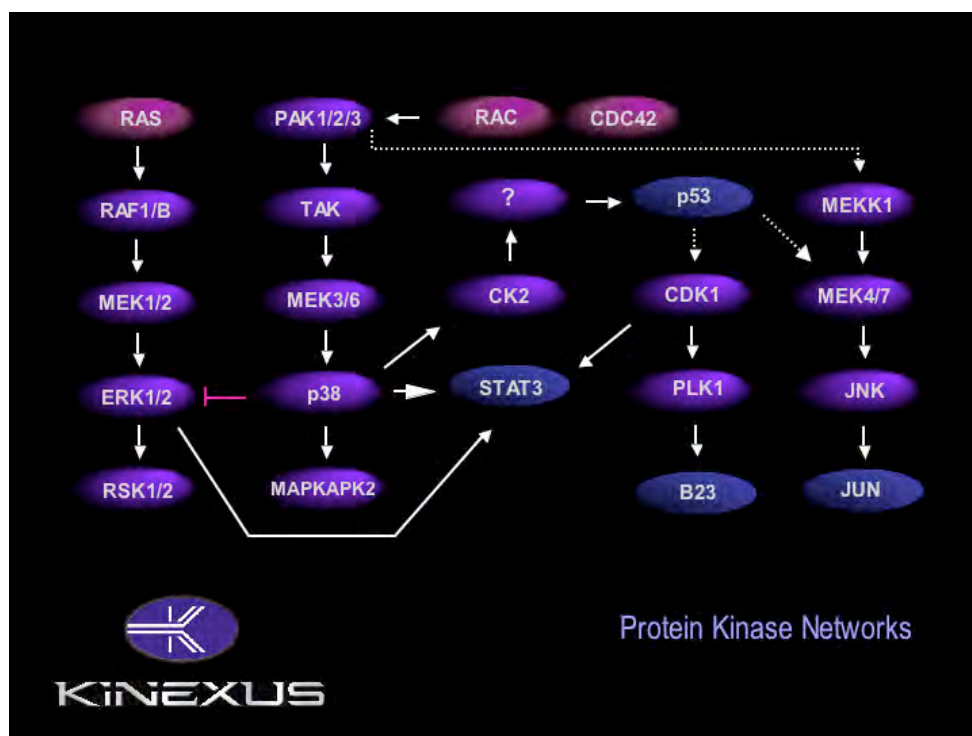 RAS
PAK1/2/3
RAC
CDC42
RAF1/B
TAK
?
p53
MEKK1
MEK1/2
MEK3/6
CK2
CDK1
MEK4/7
ERK1/2
p38
STAT3
PLK1
JNK
RSK1/2
MAPKAPK2
B23
JUN
Protein Kinase Networks
KiNEXUS